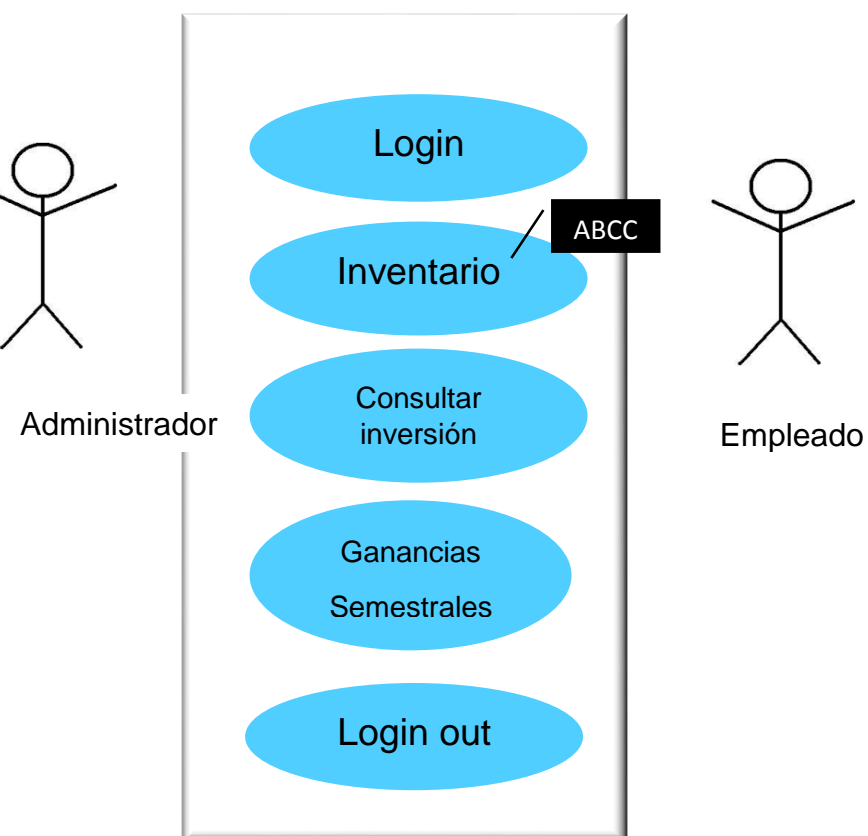 Login
ABCC
Inventario
Consultar
inversión
Administrador
Empleado
Ganancias
Semestrales
Login out